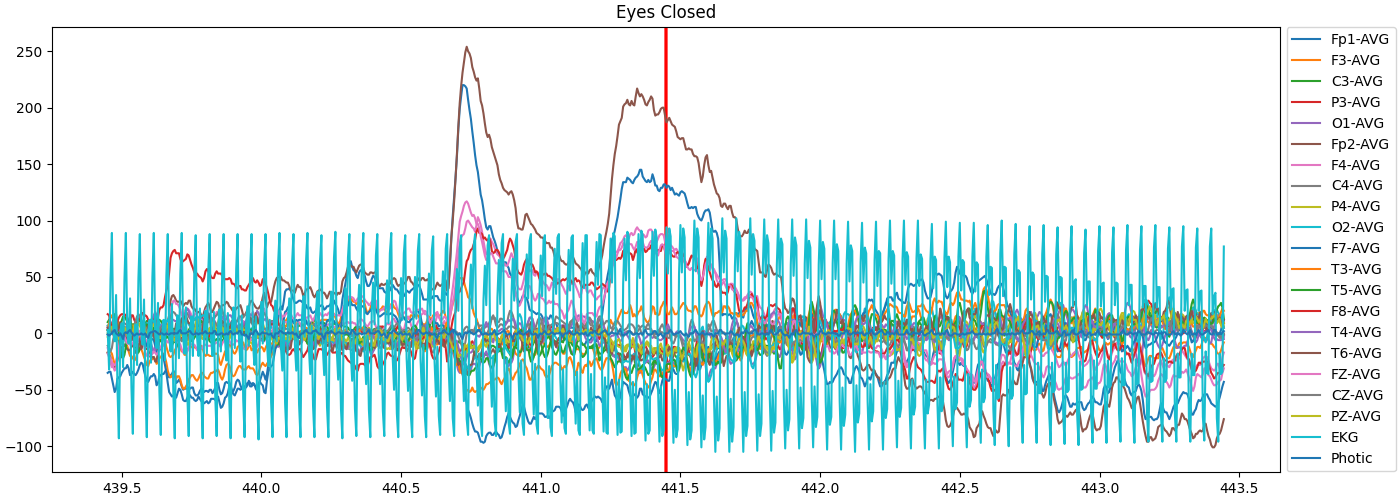 Eyes Closed
250
200
150
100
50
0
−50
−100
439.5 440.0 440.5 441.0 441.5 442.0 442.5 443.0 443.5
Fp1-AVG
F3-AVG
C3-AVG
P3-AVG
O1-AVG
Fp2-AVG
F4-AVG
C4-AVG
P4-AVG
O2-AVG
F7-AVG
T3-AVG
T5-AVG
F8-AVG
T4-AVG
T6-AVG
FZ-AVG
CZ-AVG
PZ-AVG
EKG
Photic